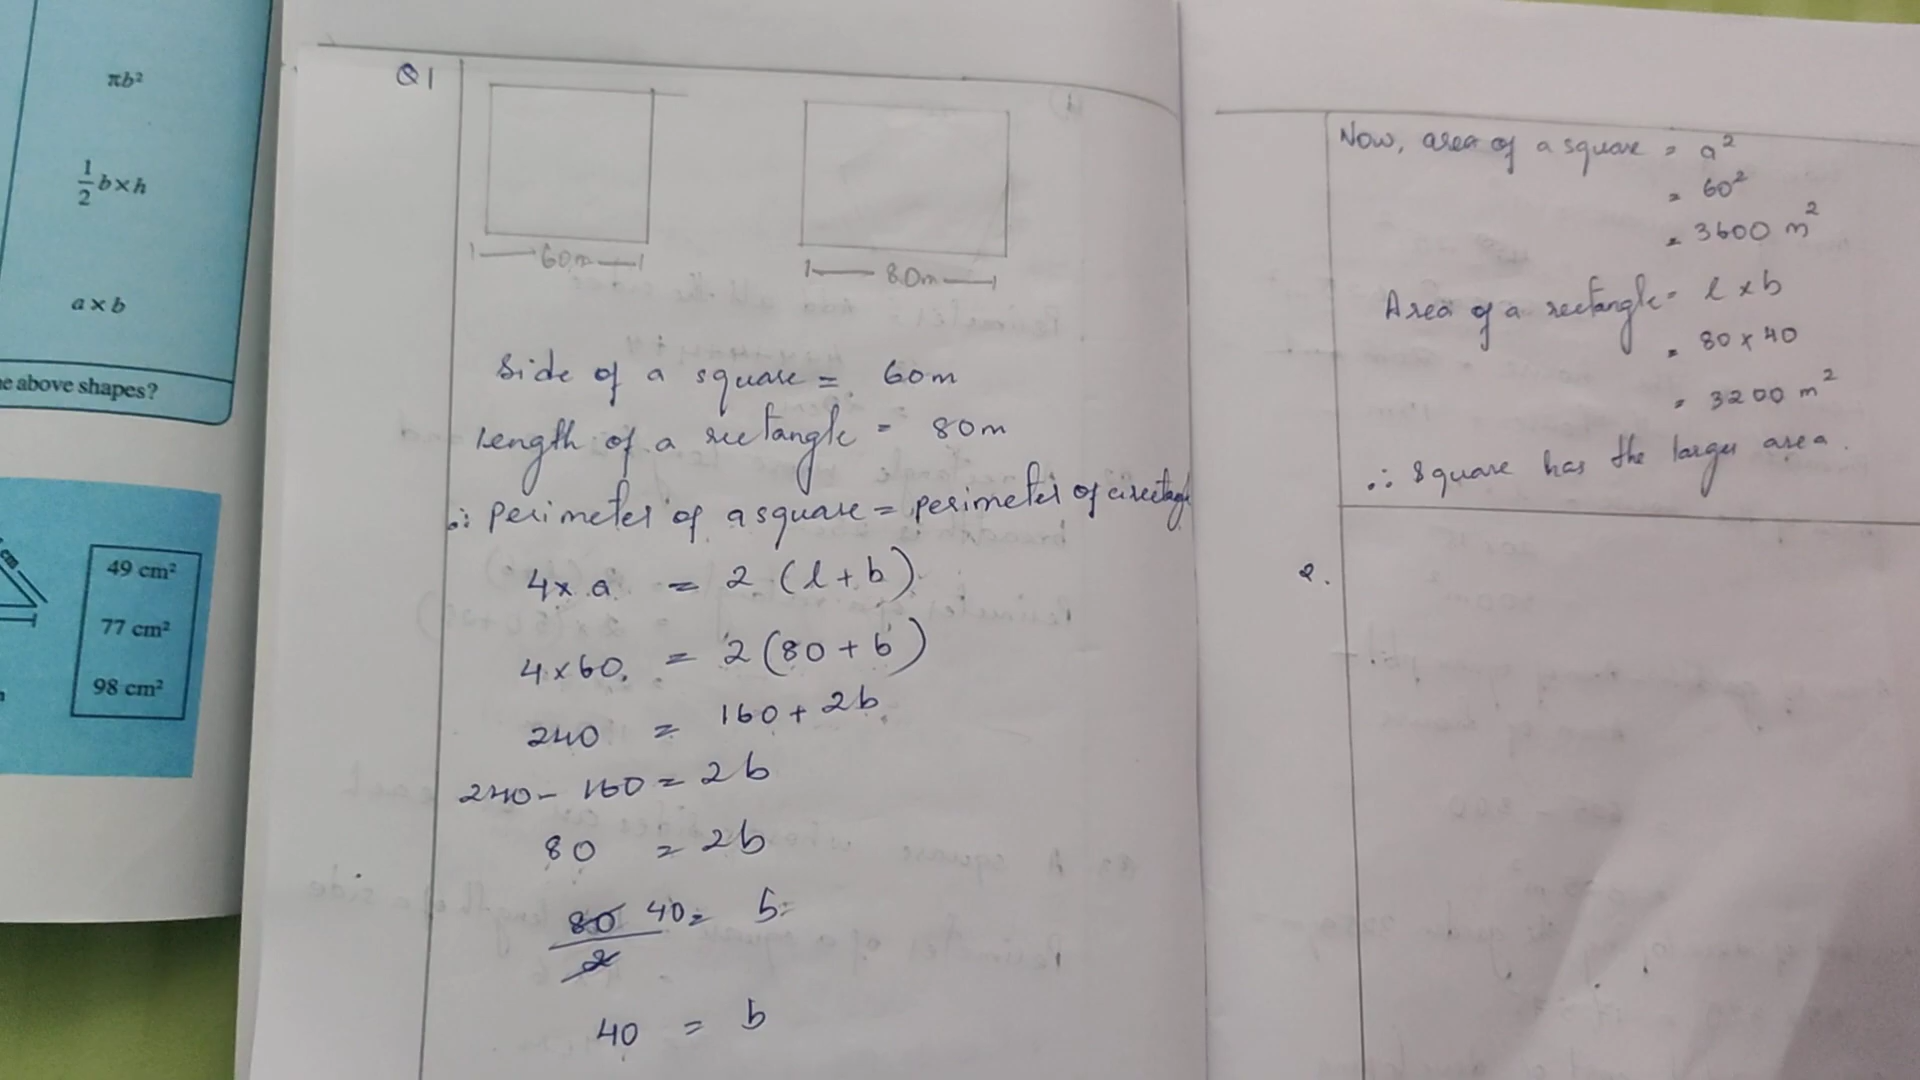 πb²
1/2 b×h
a×b
e above shapes?
cm
49 cm²
77 cm²
98 cm²
Q1
60m
80m
Side of a square = 60m
Length of a rectangle = 80m
∴ perimeter of a square = perimeter of a rectangle
4× a = 2 (l+b)
4×60 = 2 (80+b)
240 = 160+2b
240 - 160 = 2b
80 = 2b
80/2 40 = b
40 = b
Now, area of a square = a²
= 60²
= 3600 m²
Area of a rectangle = l × b
= 80 × 40
= 3200 m²
∴ Square has the larger area.
2.